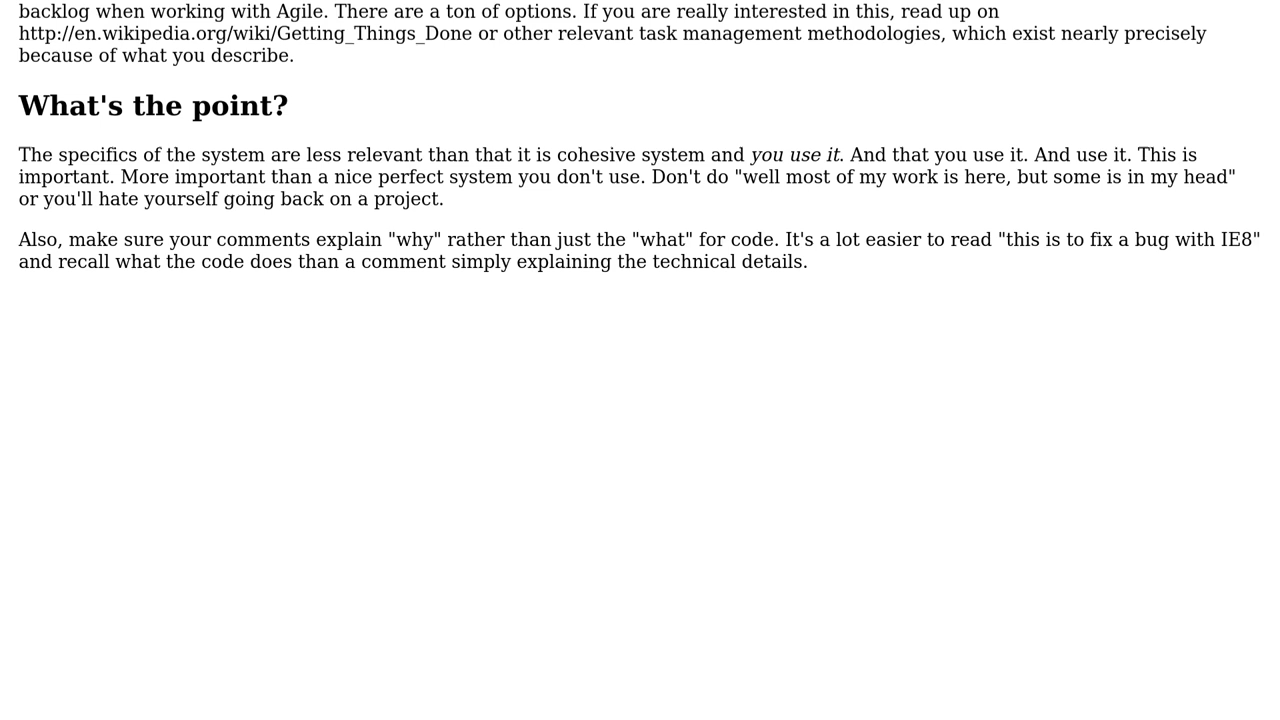 backlog when working with Agile. There are a ton of options. If you are really interested in this, read up on
http://en.wikipedia.org/wiki/Getting_Things_Done or other relevant task management methodologies, which exist nearly precisely
because of what you describe.
What's the point?
The specifics of the system are less relevant than that it is cohesive system and you use it. And that you use it. And use it. This is
important. More important than a nice perfect system you don't use. Don't do "well most of my work is here, but some is in my head"
or you'll hate yourself going back on a project.
Also, make sure your comments explain "why" rather than just the "what" for code. It's a lot easier to read "this is to fix a bug with IE8"
and recall what the code does than a comment simply explaining the technical details.